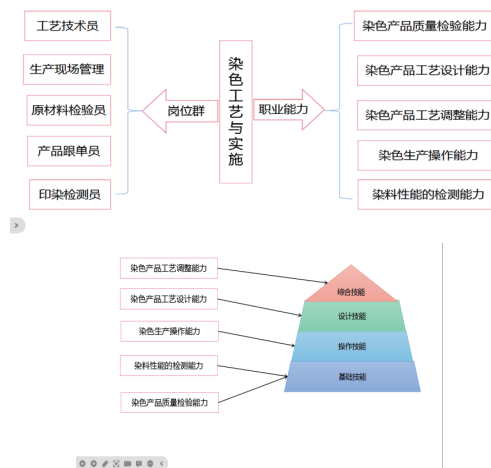 工艺技术员
生产现场管理
原材料检验员
产品跟单员
印染检测员
岗位群
染色工艺与实施
职业能力
染色产品质量检验能力
染色产品工艺设计能力
染色产品工艺调整能力
染色生产操作能力
染料性能的检测能力
染色产品工艺调整能力
染色产品工艺设计能力
染色生产操作能力
染料性能的检测能力
染色产品质量检验能力
综合技能
设计技能
操作技能
基础技能